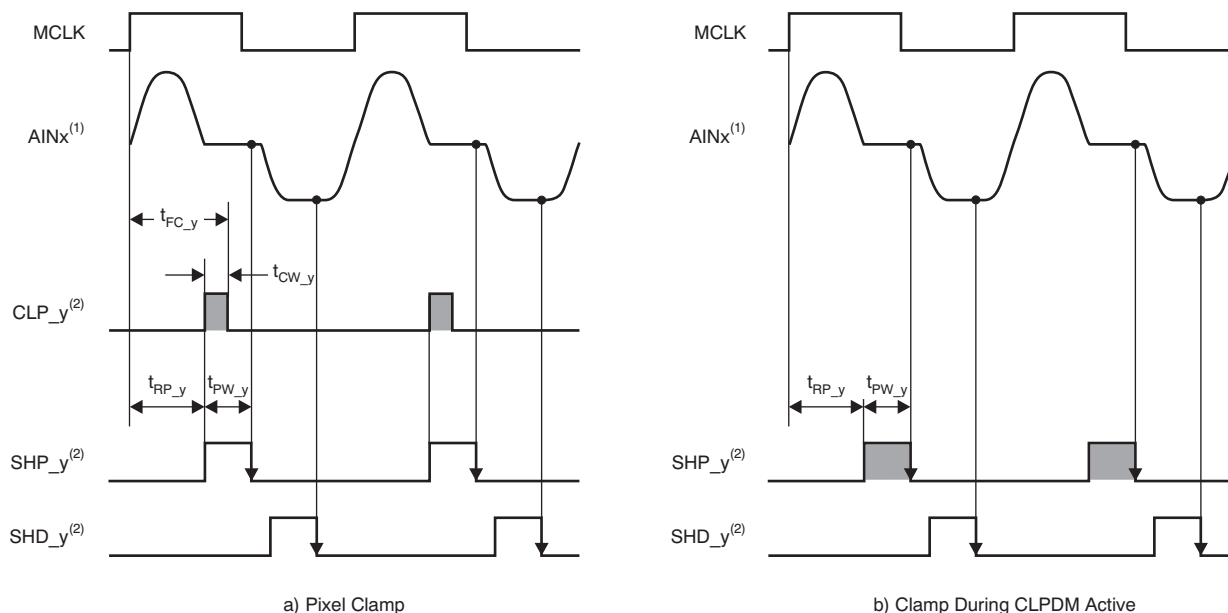 MCLK
AINx(1)
tFC_y
tCW_y
CLP_y(2)
tRP_y
tPW_y
SHP_y(2)
SHD_y(2)
a) Pixel Clamp
MCLK
AINx(1)
tRP_y
tPW_y
SHP_y(2)
SHD_y(2)
b) Clamp During CLPDM Active